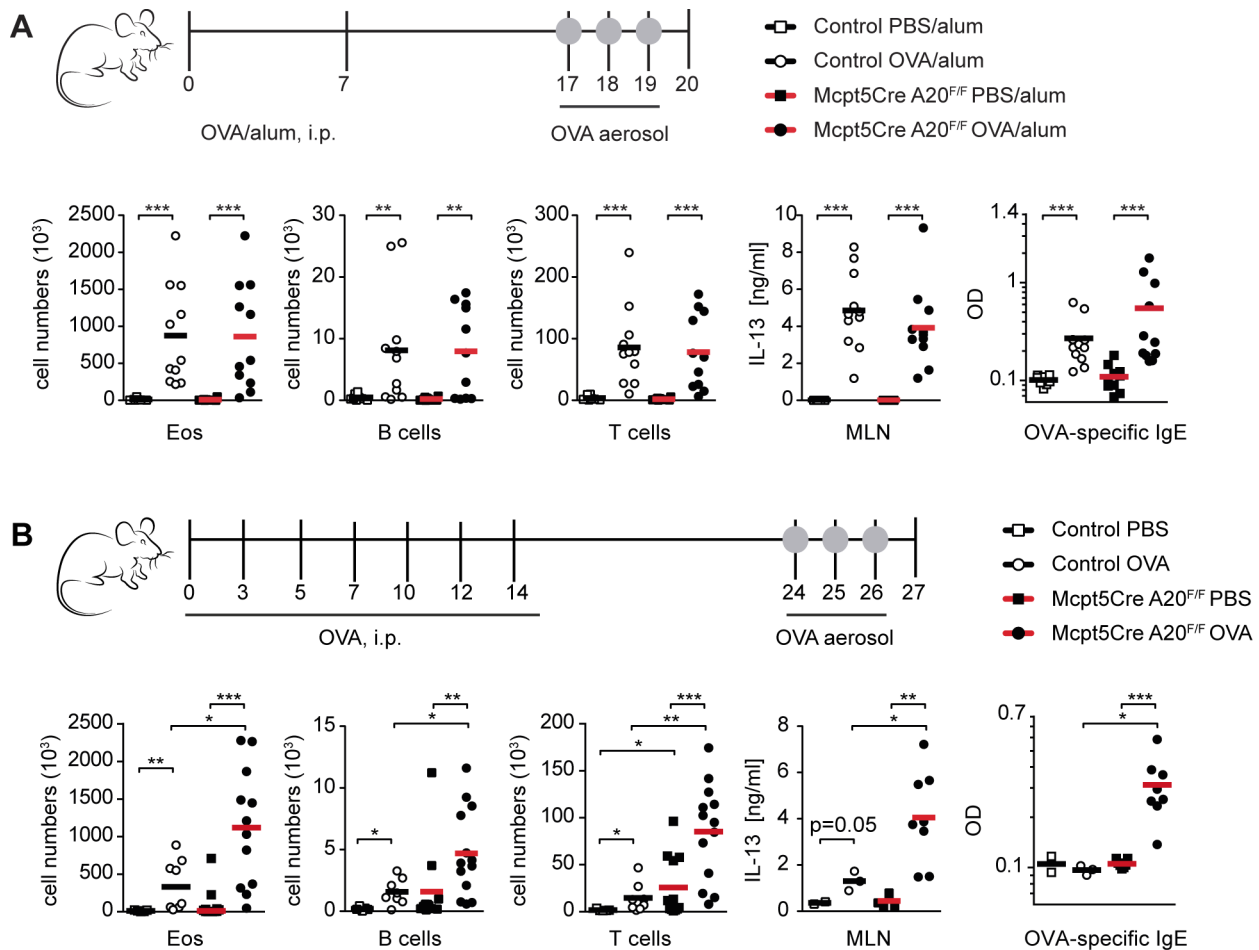 A
0
7
17
18
19
20
OVA/alum, i.p.
OVA aerosol
Control PBS/alum
Control OVA/alum
Mcpt5Cre A20F/F PBS/alum
Mcpt5Cre A20F/F OVA/alum
cell numbers (10³)
2500
2000
1500
1000
500
0
***
***
Eos
cell numbers (10³)
30
20
10
0
**
**
B cells
cell numbers (10³)
300
200
100
0
***
***
T cells
IL-13 [ng/ml]
10
8
6
4
2
0
***
***
MLN
OD
1.4
1
0.1
***
***
OVA-specific IgE
B
0
3
5
7
10
12
14
24
25
26
27
OVA, i.p.
OVA aerosol
Control PBS
Control OVA
Mcpt5Cre A20F/F PBS
Mcpt5Cre A20F/F OVA
cell numbers (10³)
2500
2000
1500
1000
500
0
***
*
**
Eos
cell numbers (10³)
15
10
5
0
**
*
*
B cells
cell numbers (10³)
200
150
100
50
0
***
**
*
*
T cells
IL-13 [ng/ml]
8
6
4
2
0
**
*
p=0.05
MLN
OD
0.7
0.1
***
*
OVA-specific IgE